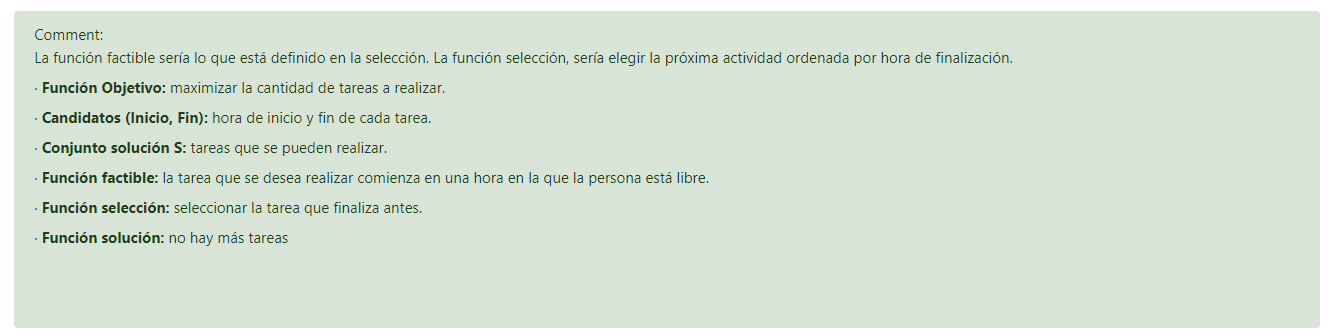 Comment:
La función factible sería lo que está definido en la selección. La función selección, sería elegir la próxima actividad ordenada por hora de finalización.
· Función Objetivo: maximizar la cantidad de tareas a realizar.
· Candidatos (Inicio, Fin): hora de inicio y fin de cada tarea.
· Conjunto solución S: tareas que se pueden realizar.
· Función factible: la tarea que se desea realizar comienza en una hora en la que la persona está libre.
· Función selección: seleccionar la tarea que finaliza antes.
· Función solución: no hay más tareas